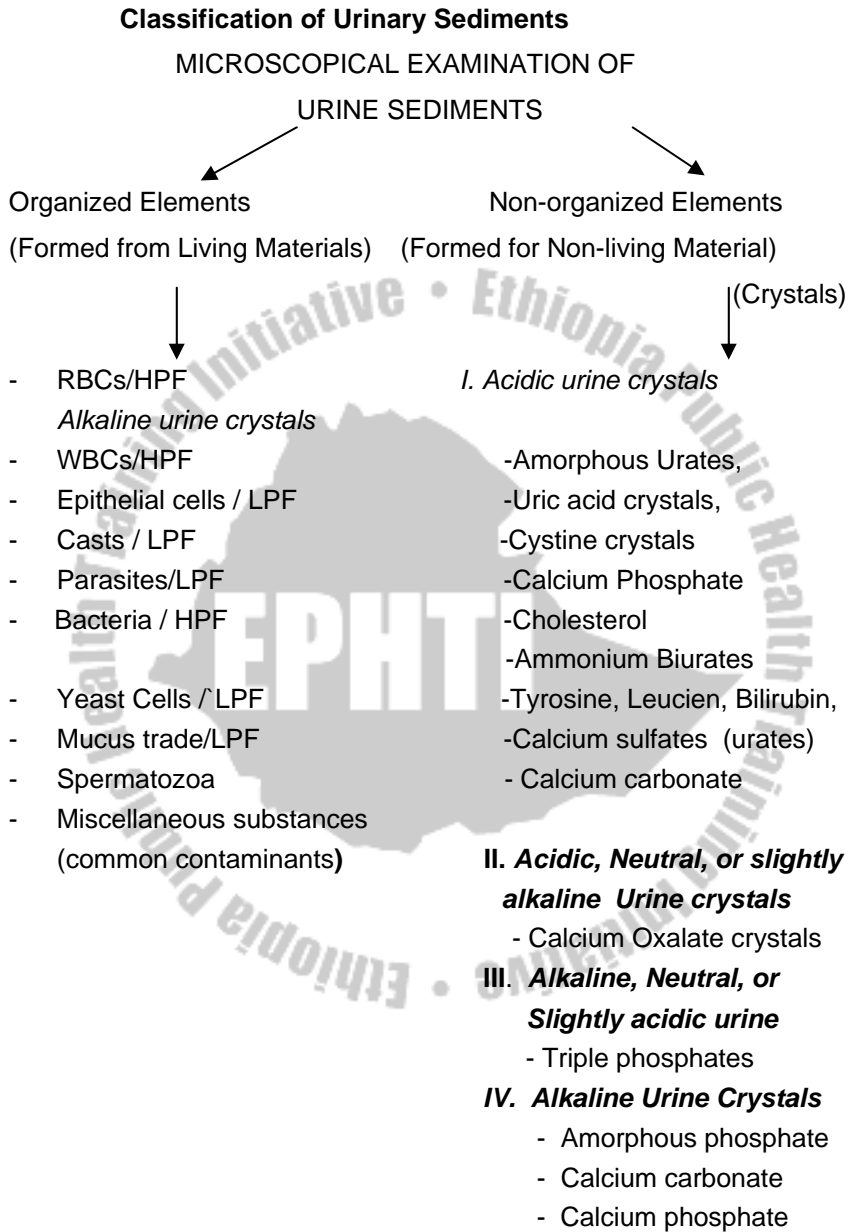 Classification of Urinary Sediments
MICROSCOPICAL EXAMINATION OF
URINE SEDIMENTS
Organized Elements Non-organized Elements
(Formed from Living Materials) (Formed for Non-living Material)
(Crystals)
- RBCs/HPF I. Acidic urine crystals
Alkaline urine crystals
- WBCs/HPF -Amorphous Urates,
- Epithelial cells / LPF -Uric acid crystals,
- Casts / LPF -Cystine crystals
- Parasites/LPF -Calcium Phosphate
- Bacteria / HPF -Cholesterol
-Ammonium Biurates
- Yeast Cells /`LPF -Tyrosine, Leucien, Bilirubin,
- Mucus trade/LPF -Calcium sulfates (urates)
- Spermatozoa - Calcium carbonate
- Miscellaneous substances
(common contaminants) II. Acidic, Neutral, or slightly
alkaline Urine crystals
- Calcium Oxalate crystals
III. Alkaline, Neutral, or
Slightly acidic urine
- Triple phosphates
IV. Alkaline Urine Crystals
- Amorphous phosphate
- Calcium carbonate
- Calcium phosphate
EPHTI
Ethiopia Public Health Training Initiative • Ethiopia Public Health Training Initiative •